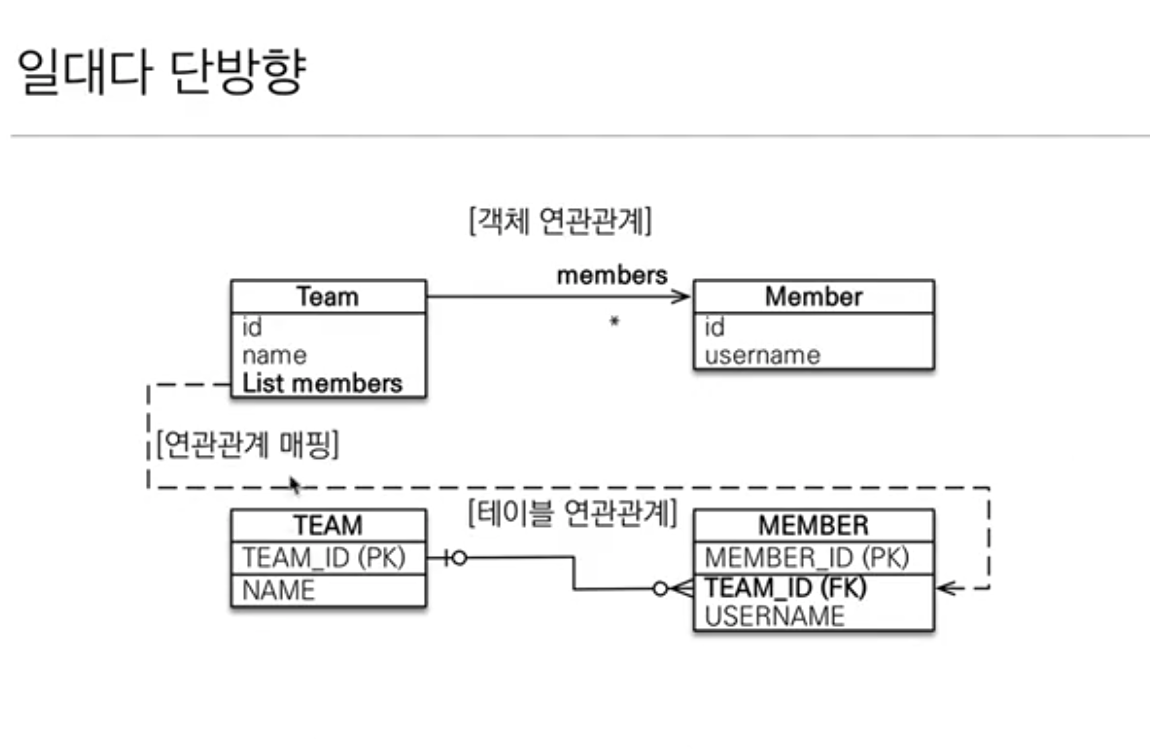 일대다 단방향
[객체 연관관계]
members
*
Team
id
name
List members
Member
id
username
[연관관계 매핑]
[테이블 연관관계]
TEAM
TEAM_ID (PK)
NAME
MEMBER
MEMBER_ID (PK)
TEAM_ID (FK)
USERNAME